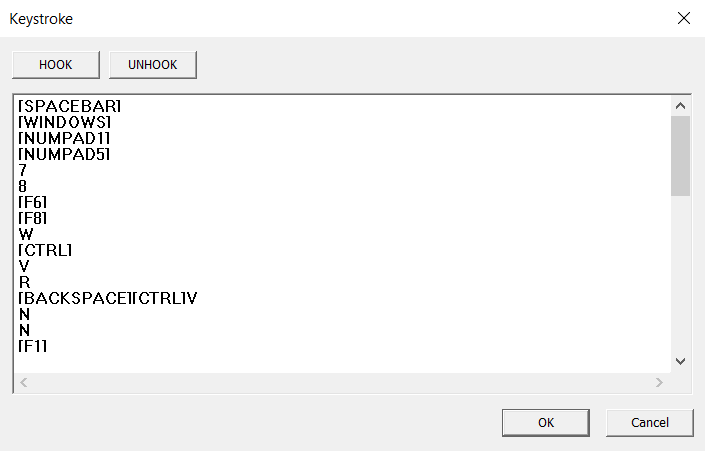 Keystroke
HOOK
UNHOOK
[SPACEBAR]
[WINDOWS]
[NUMPAD1]
[NUMPAD5]
7
8
[F6]
[F8]
W
[CTRL]
V
R
[BACKSPACE][CTRL]V
N
N
[F1]
OK
Cancel